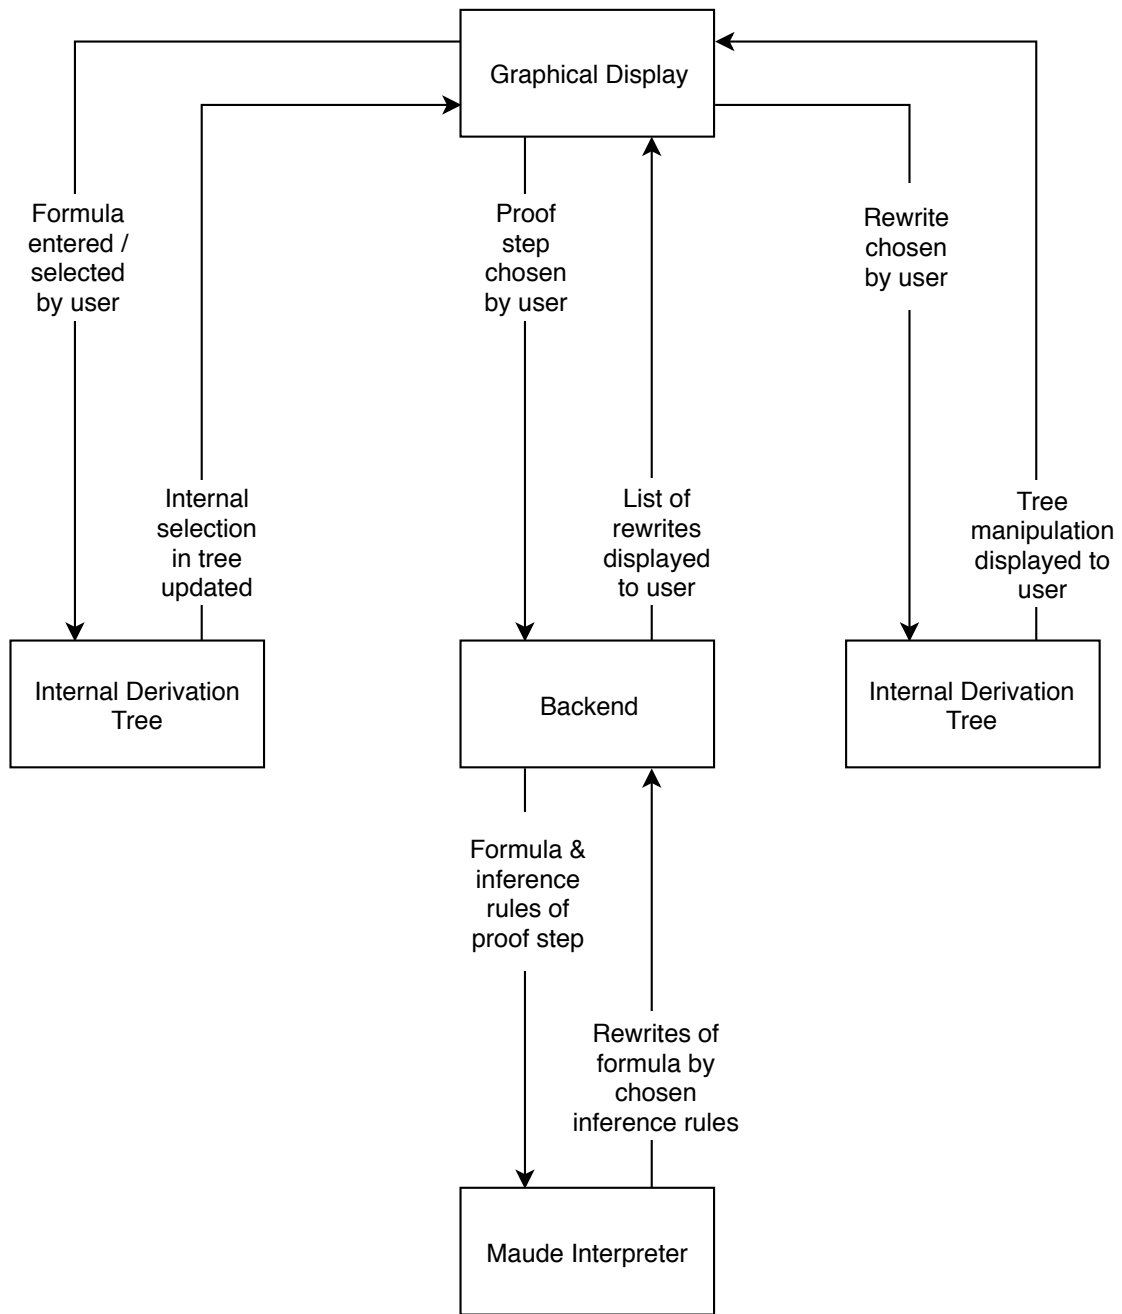 Graphical Display
Formula
entered /
selected
by user
Proof
step
chosen
by user
Rewrite
chosen
by user
Internal
selection
in tree
updated
List of
rewrites
displayed
to user
Tree
manipulation
displayed to
user
Internal Derivation
Tree
Backend
Internal Derivation
Tree
Formula &
inference
rules of
proof step
Rewrites of
formula by
chosen
inference rules
Maude Interpreter